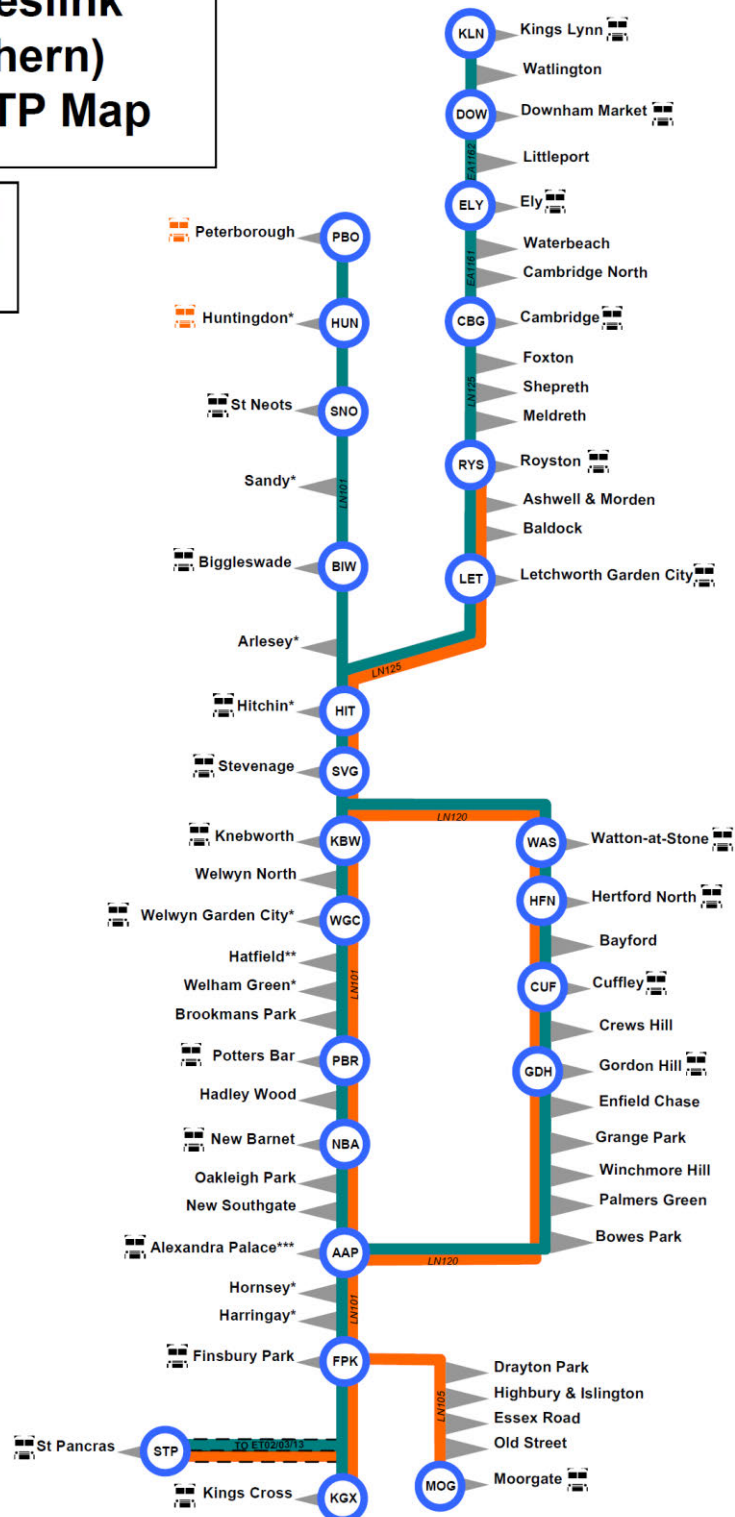 eslink
hern)
TP Map
KLN Kings Lynn
Watlington
DOW Downham Market
EA1162
Littleport
ELY Ely
EA1161
Waterbeach
Cambridge North
CBG Cambridge
Foxton
LN125
Shepreth
Meldreth
RYS Royston
Ashwell & Morden
Baldock
LET Letchworth Garden City
LN125
Peterborough PBO
Huntingdon* HUN
St Neots SNO
Sandy*
LN101
Biggleswade BIW
Arlesey*
Hitchin* HIT
Stevenage SVG
LN120
Knebworth KBW
Welwyn North
Welwyn Garden City* WGC
Hatfield**
LN101
Welham Green*
Brookmans Park
Potters Bar PBR
Hadley Wood
New Barnet NBA
Oakleigh Park
New Southgate
Alexandra Palace*** AAP
WAS Watton-at-Stone
HFN Hertford North
Bayford
CUF Cuffley
Crews Hill
GDH Gordon Hill
Enfield Chase
Grange Park
Winchmore Hill
Palmers Green
Bowes Park
LN120
Hornsey*
LN101
Harringay*
Finsbury Park FPK
Drayton Park
Highbury & Islington
LN105
Essex Road
Old Street
MOG Moorgate
St Pancras STP
TO ET02/03/13
Kings Cross KGX